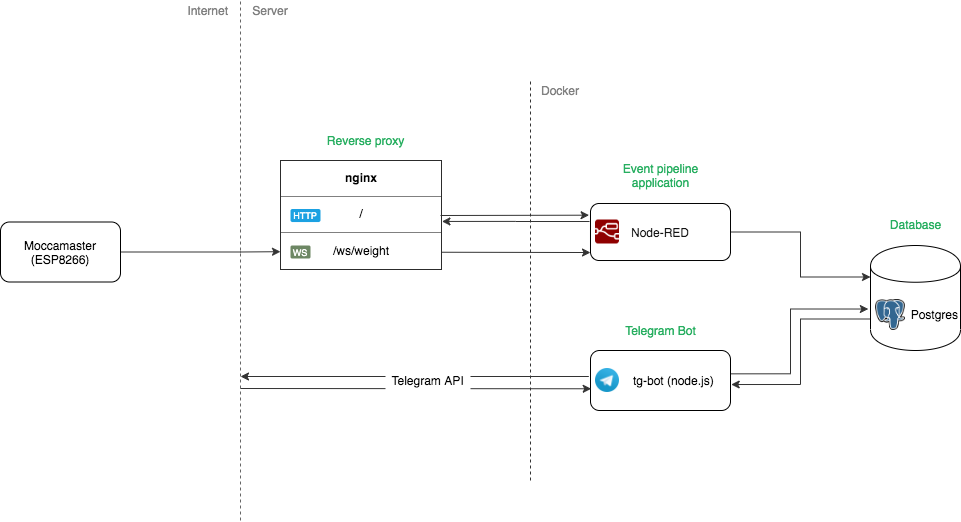 Internet
Server
Docker
Reverse proxy
nginx
HTTP
/
WS
/ws/weight
Moccamaster
(ESP8266)
Event pipeline
application
Node-RED
Database
Postgres
Telegram Bot
tg-bot (node.js)
Telegram API